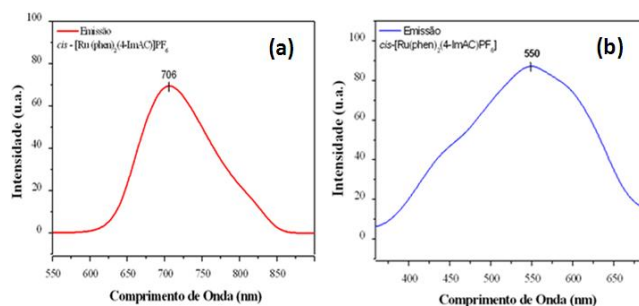 Emissão
cis-[Ru(phen)2(4-ImAC)]PF6
(a)
706
100
80
60
40
20
0
Intensidade (u.a.)
550 600 650 700 750 800 850
Comprimento de Onda (nm)
Emissão
cis-[Ru(phen)2(4-ImAC)PF6]
(b)
550
100
80
60
40
20
0
Intensidade (u.a.)
400 450 500 550 600 650
Comprimento de Onda (nm)